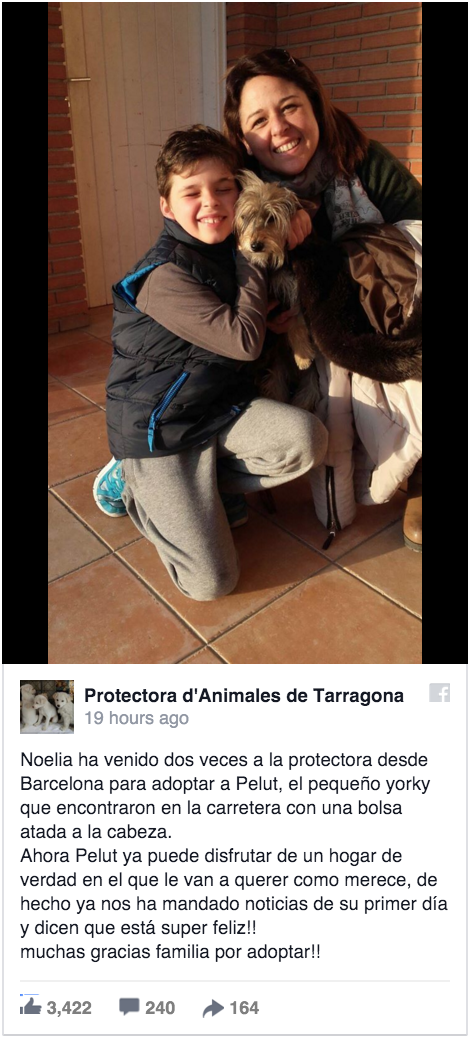 Protectora d'Animales de Tarragona
19 hours ago
Noelia ha venido dos veces a la protectora desde
Barcelona para adoptar a Pelut, el pequeño yorky
que encontraron en la carretera con una bolsa
atada a la cabeza.
Ahora Pelut ya puede disfrutar de un hogar de
verdad en el que le van a querer como merece, de
hecho ya nos ha mandado noticias de su primer día
y dicen que está super feliz!!
muchas gracias familia por adoptar!!
3,422 240 164